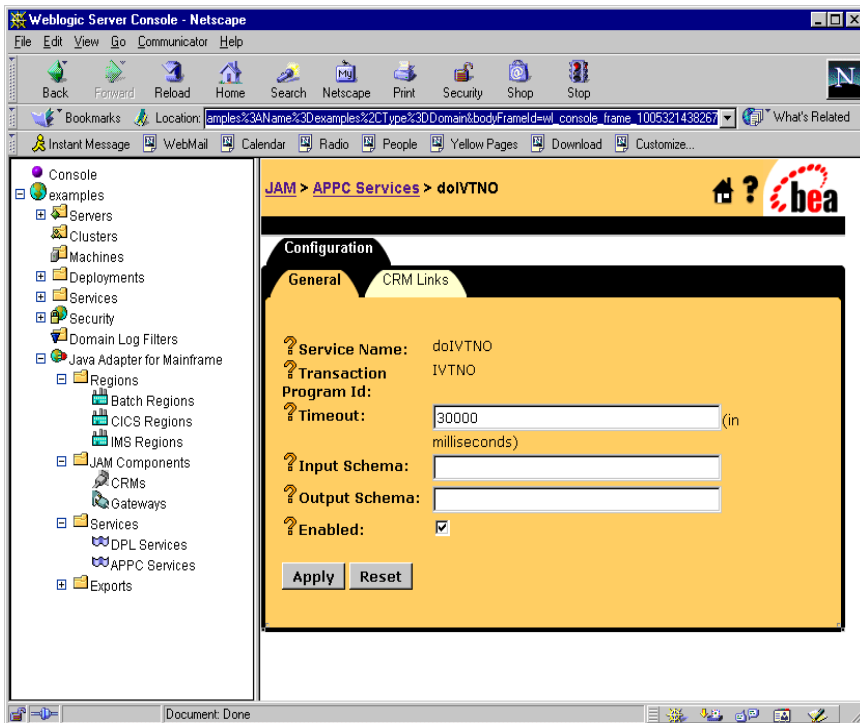 Weblogic Server Console - Netscape
File Edit View Go Communicator Help
Back Forward Reload Home Search Netscape Print Security Shop Stop
My
N
Bookmarks Location: amples%3AName%3Dexamples%2CType%3DDomain&bodyFrameId=wl_console_frame_1005321438267 What's Related
Instant Message WebMail Calendar Radio People Yellow Pages Download Customize...
Console
examples
Servers
Clusters
Machines
Deployments
Services
Security
Domain Log Filters
Java Adapter for Mainframe
Regions
Batch Regions
CICS Regions
IMS Regions
JAM Components
CRMs
Gateways
Services
DPL Services
APPC Services
Exports
JAM > APPC Services > doIVTNO
? bea
Configuration
General CRM Links
? Service Name: doIVTNO
? Transaction Program Id: IVTNO
? Timeout: 30000 (in milliseconds)
? Input Schema:
? Output Schema:
? Enabled:
Apply Reset
Document: Done